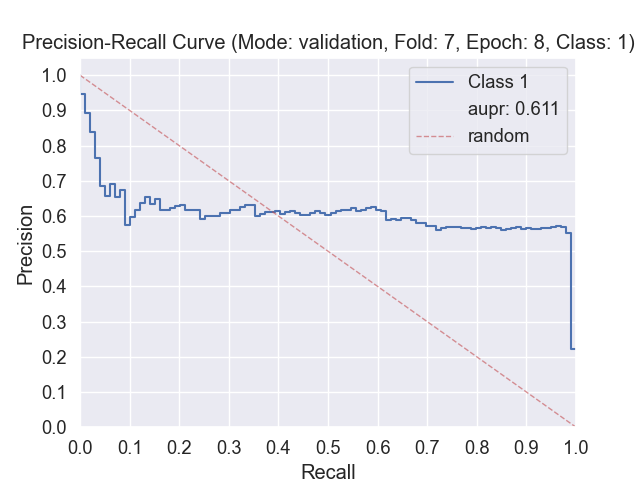 Precision-Recall Curve (Mode: validation, Fold: 7, Epoch: 8, Class: 1)
Class 1
aupr: 0.611
random
1.0
0.9
0.8
0.7
0.6
0.5
0.4
0.3
0.2
0.1
0.0
Precision
0.0 0.1 0.2 0.3 0.4 0.5 0.6 0.7 0.8 0.9 1.0
Recall